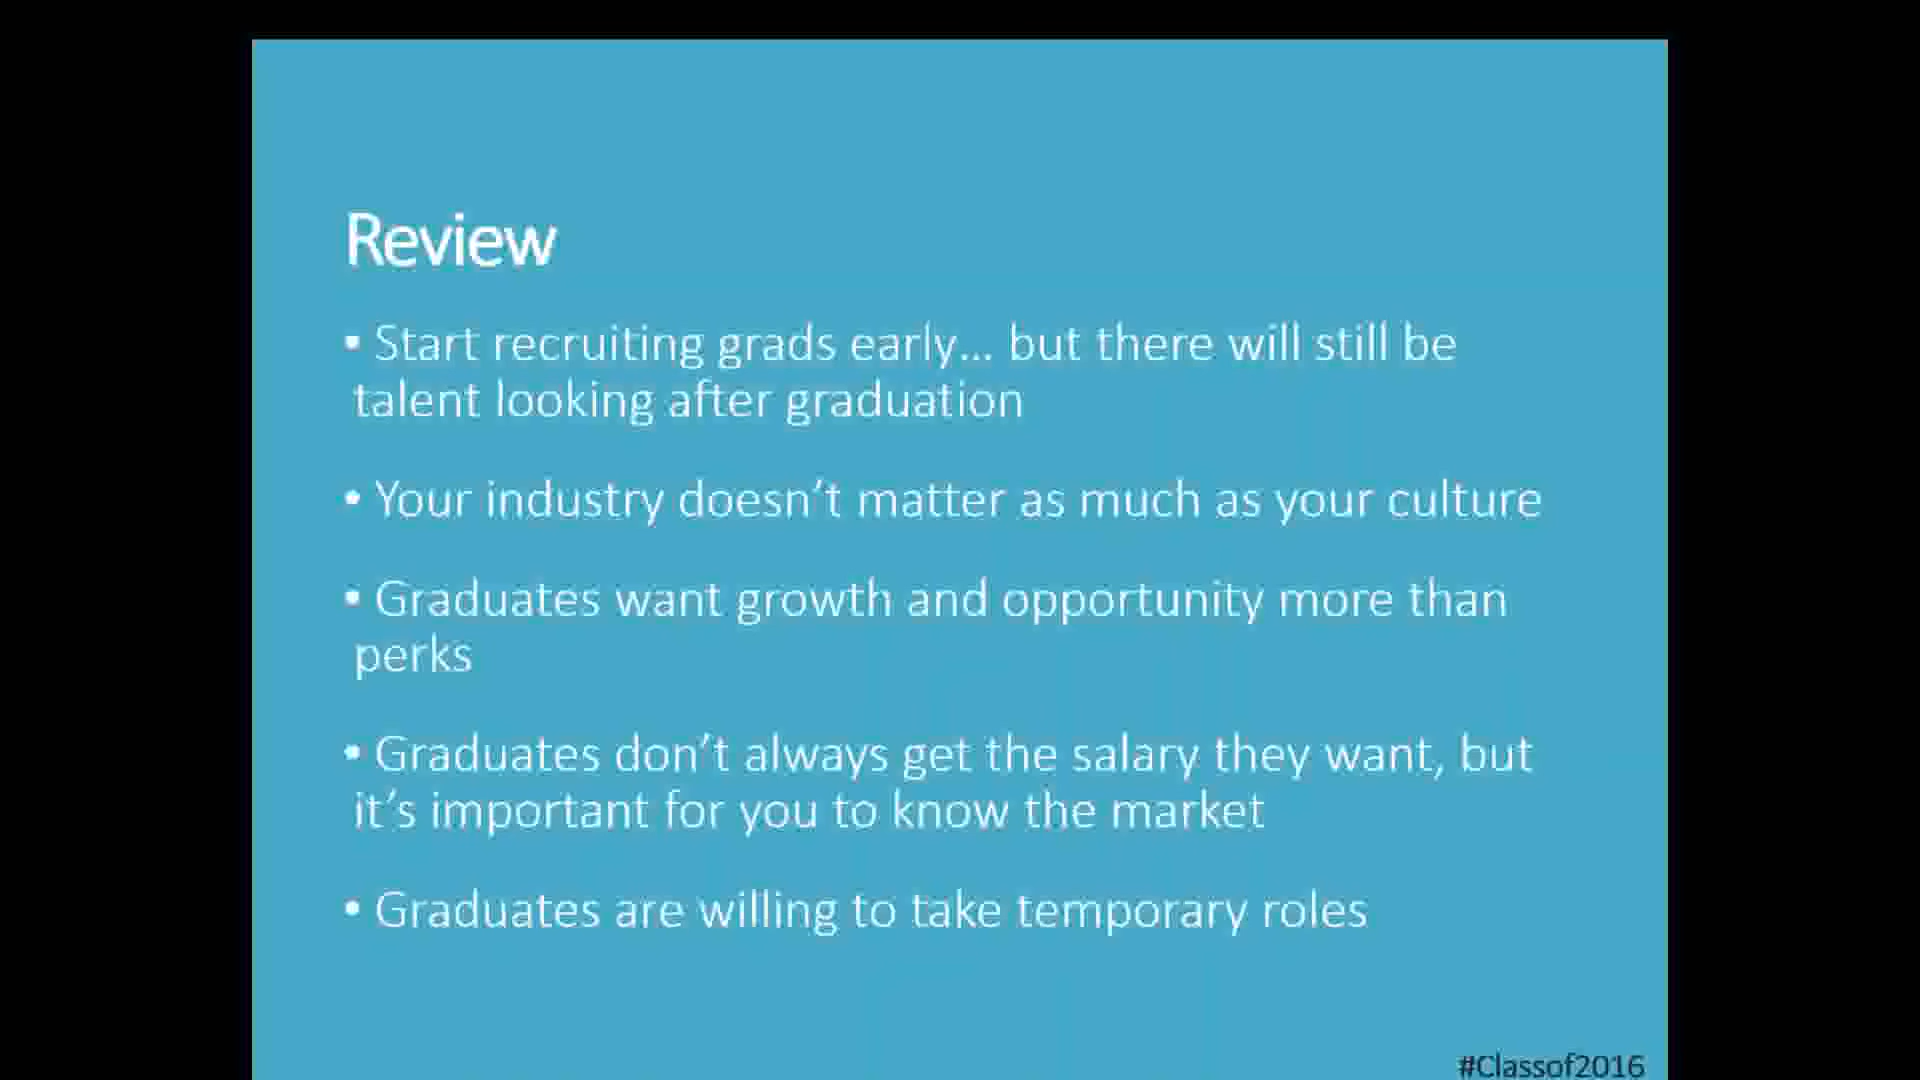 Review
• Start recruiting grads early... but there will still be
talent looking after graduation
• Your industry doesn’t matter as much as your culture
• Graduates want growth and opportunity more than
perks
• Graduates don’t always get the salary they want, but
it’s important for you to know the market
• Graduates are willing to take temporary roles
#Classof2016